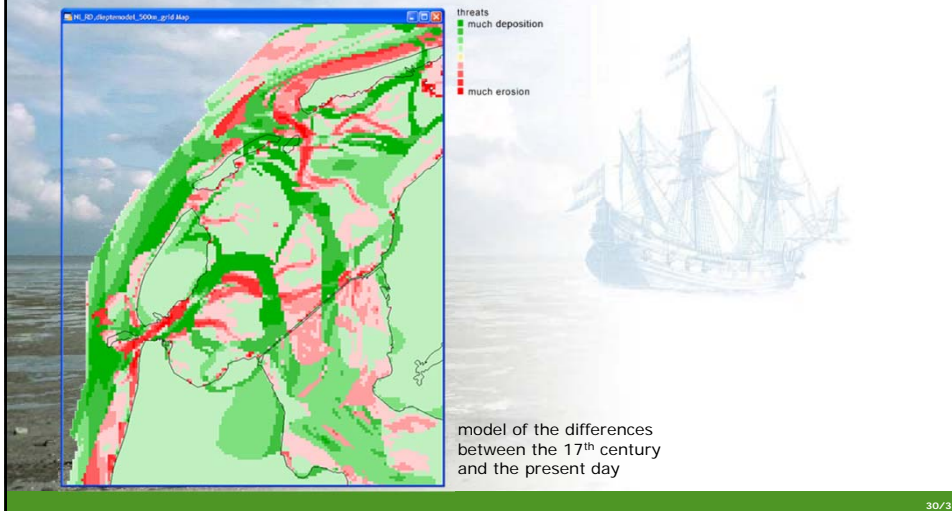 Nl_RD_dieptemodel_500m_grid.Map
threats
much deposition
much erosion
model of the differences
between the 17th century
and the present day
30/3